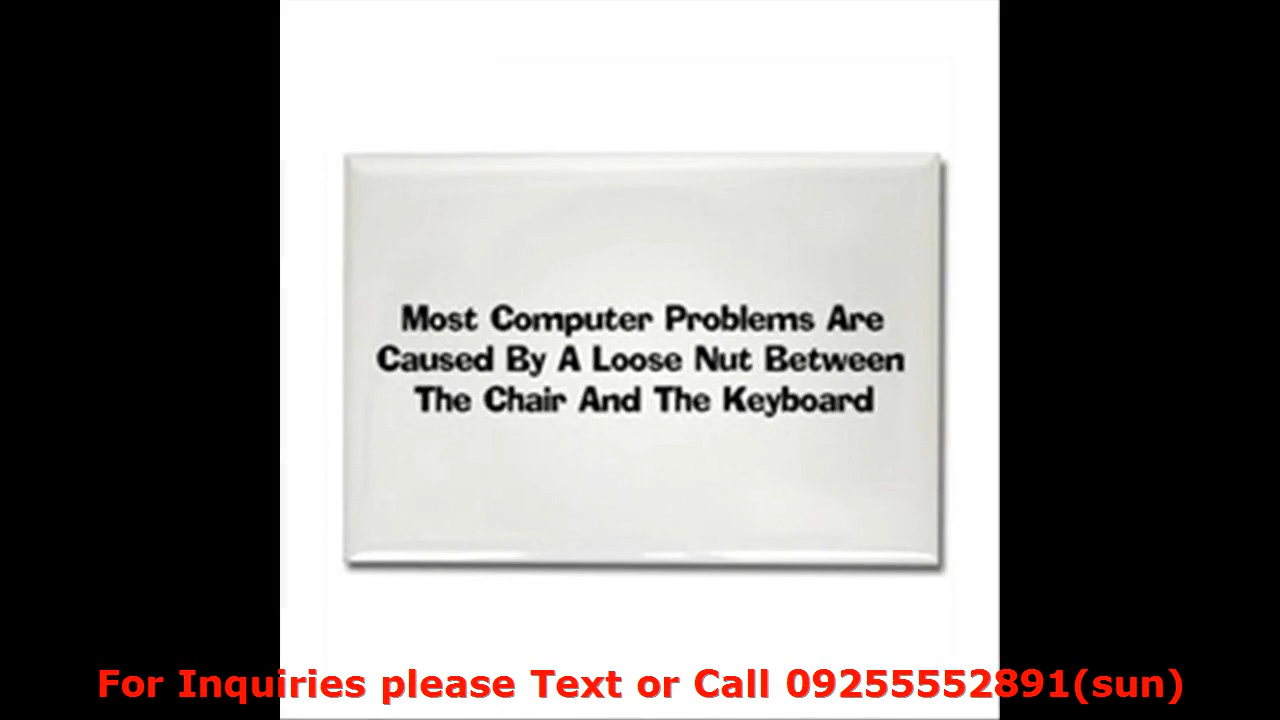 Most Computer Problems Are
Caused By A Loose Nut Between
The Chair And The Keyboard
For Inquiries please Text or Call 09255552891(sun)